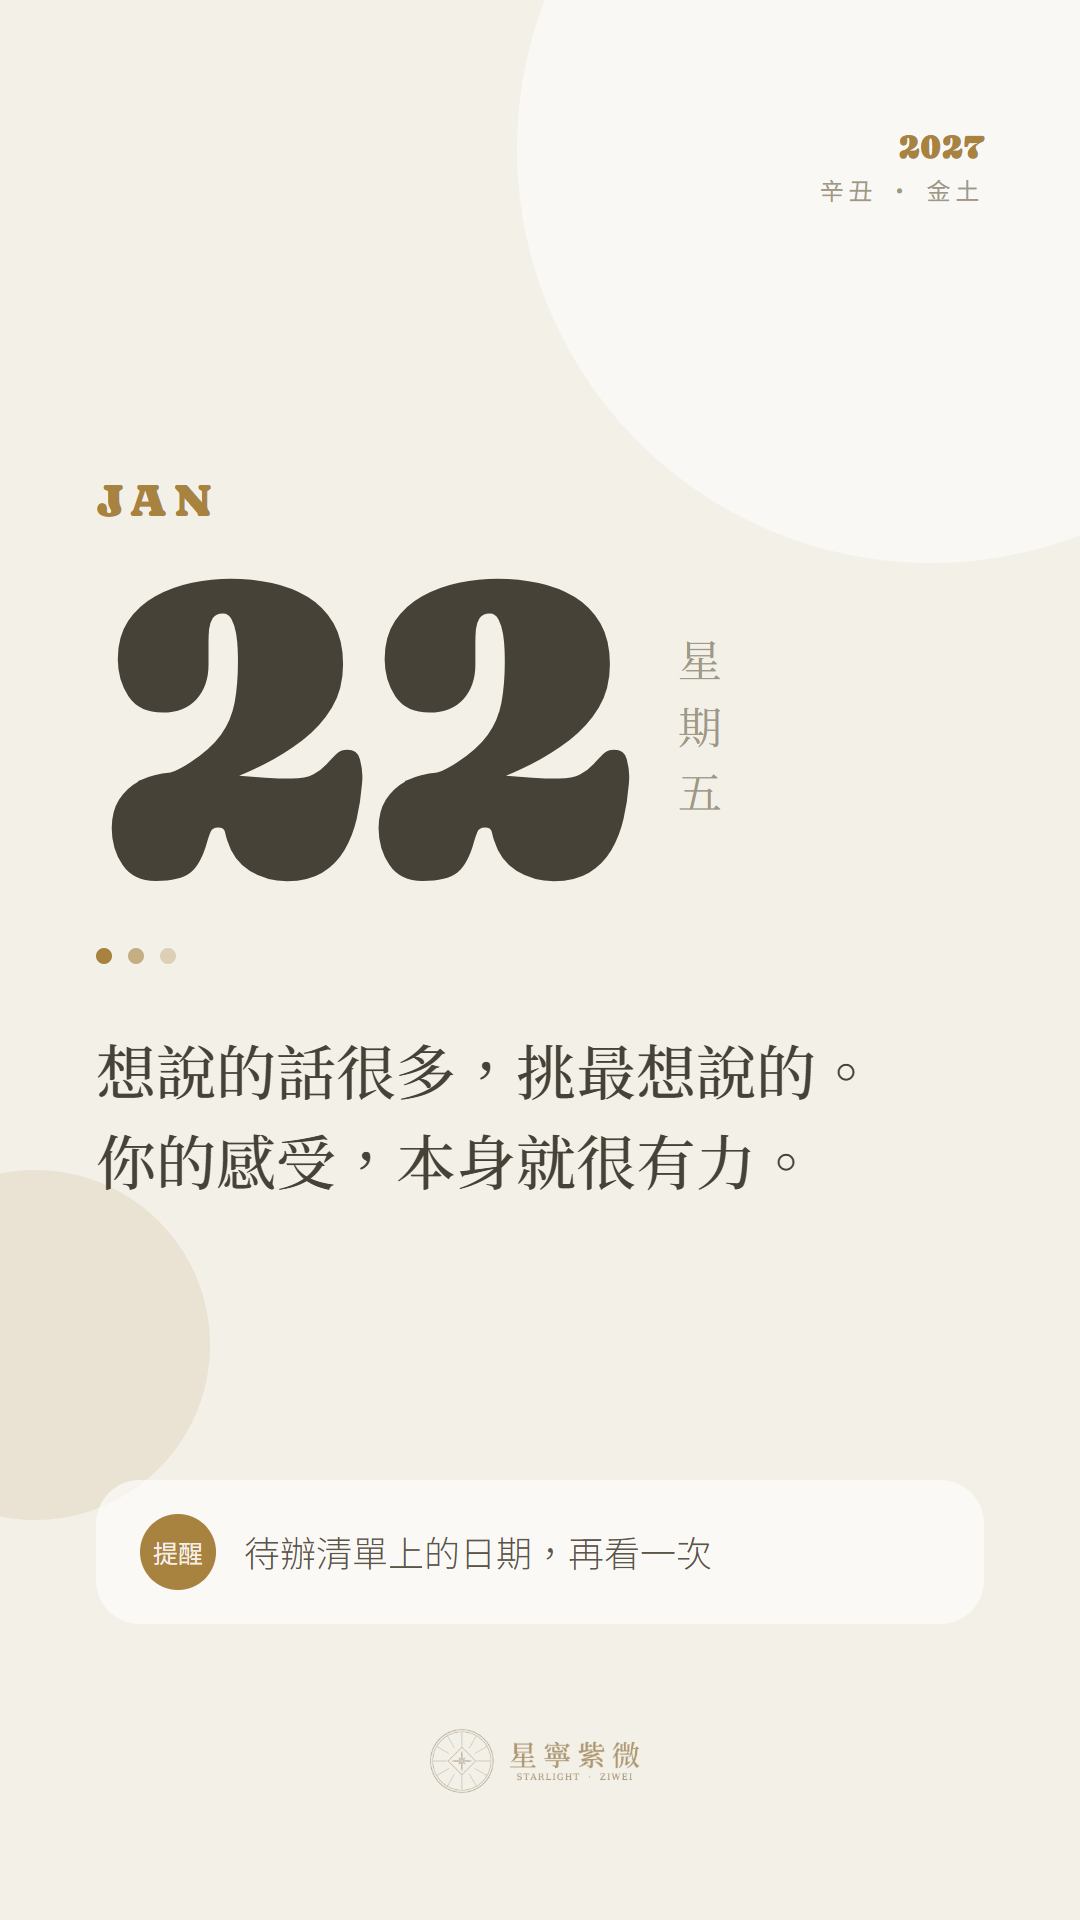 2027
辛丑 · 金土
JAN
22
星期五
想說的話很多，挑最想說的。
你的感受，本身就很有力。
提醒
待辦清單上的日期，再看一次
星寧紫微
STARLIGHT · ZIWEI